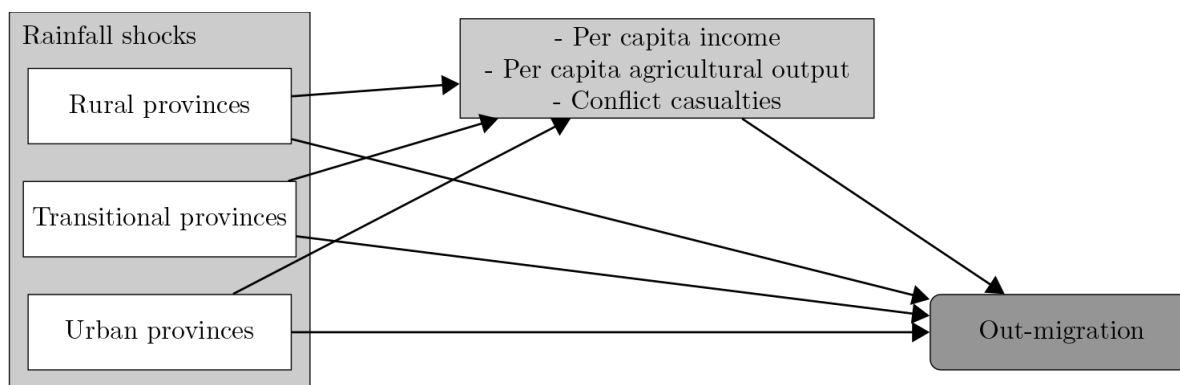 Rainfall shocks
Rural provinces
Transitional provinces
Urban provinces
- Per capita income
- Per capita agricultural output
- Conflict casualties
Out-migration